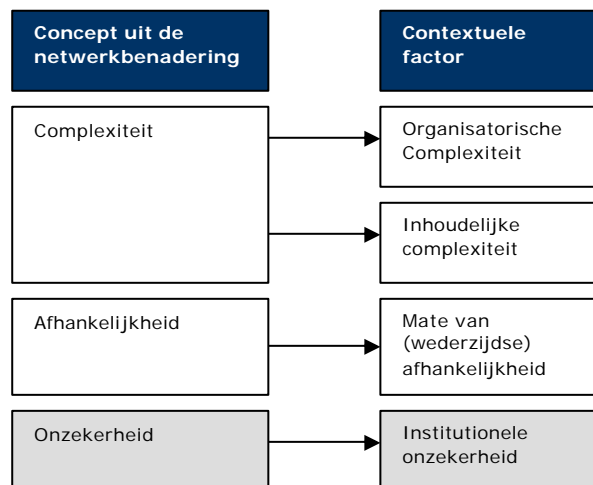 Concept uit de
netwerkbenadering
Contextuele
factor
Complexiteit
Organisatorische
Complexiteit
Inhoudelijke
complexiteit
Afhankelijkheid
Mate van
(wederzijdse)
afhankelijkheid
Onzekerheid
Institutionele
onzekerheid